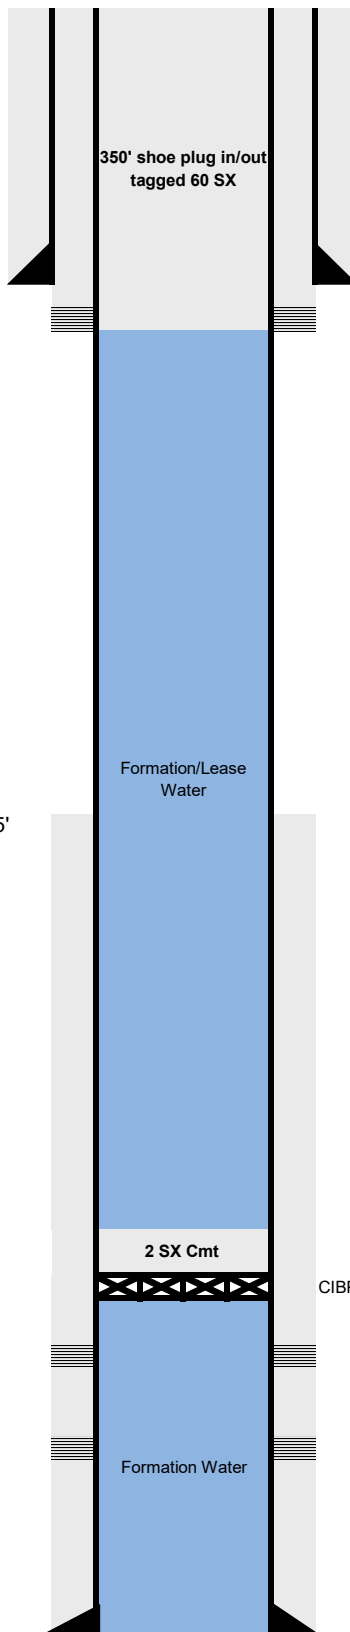 350' shoe plug in/out
tagged 60 SX
Formation/Lease
Water
2 SX Cmt
Formation Water